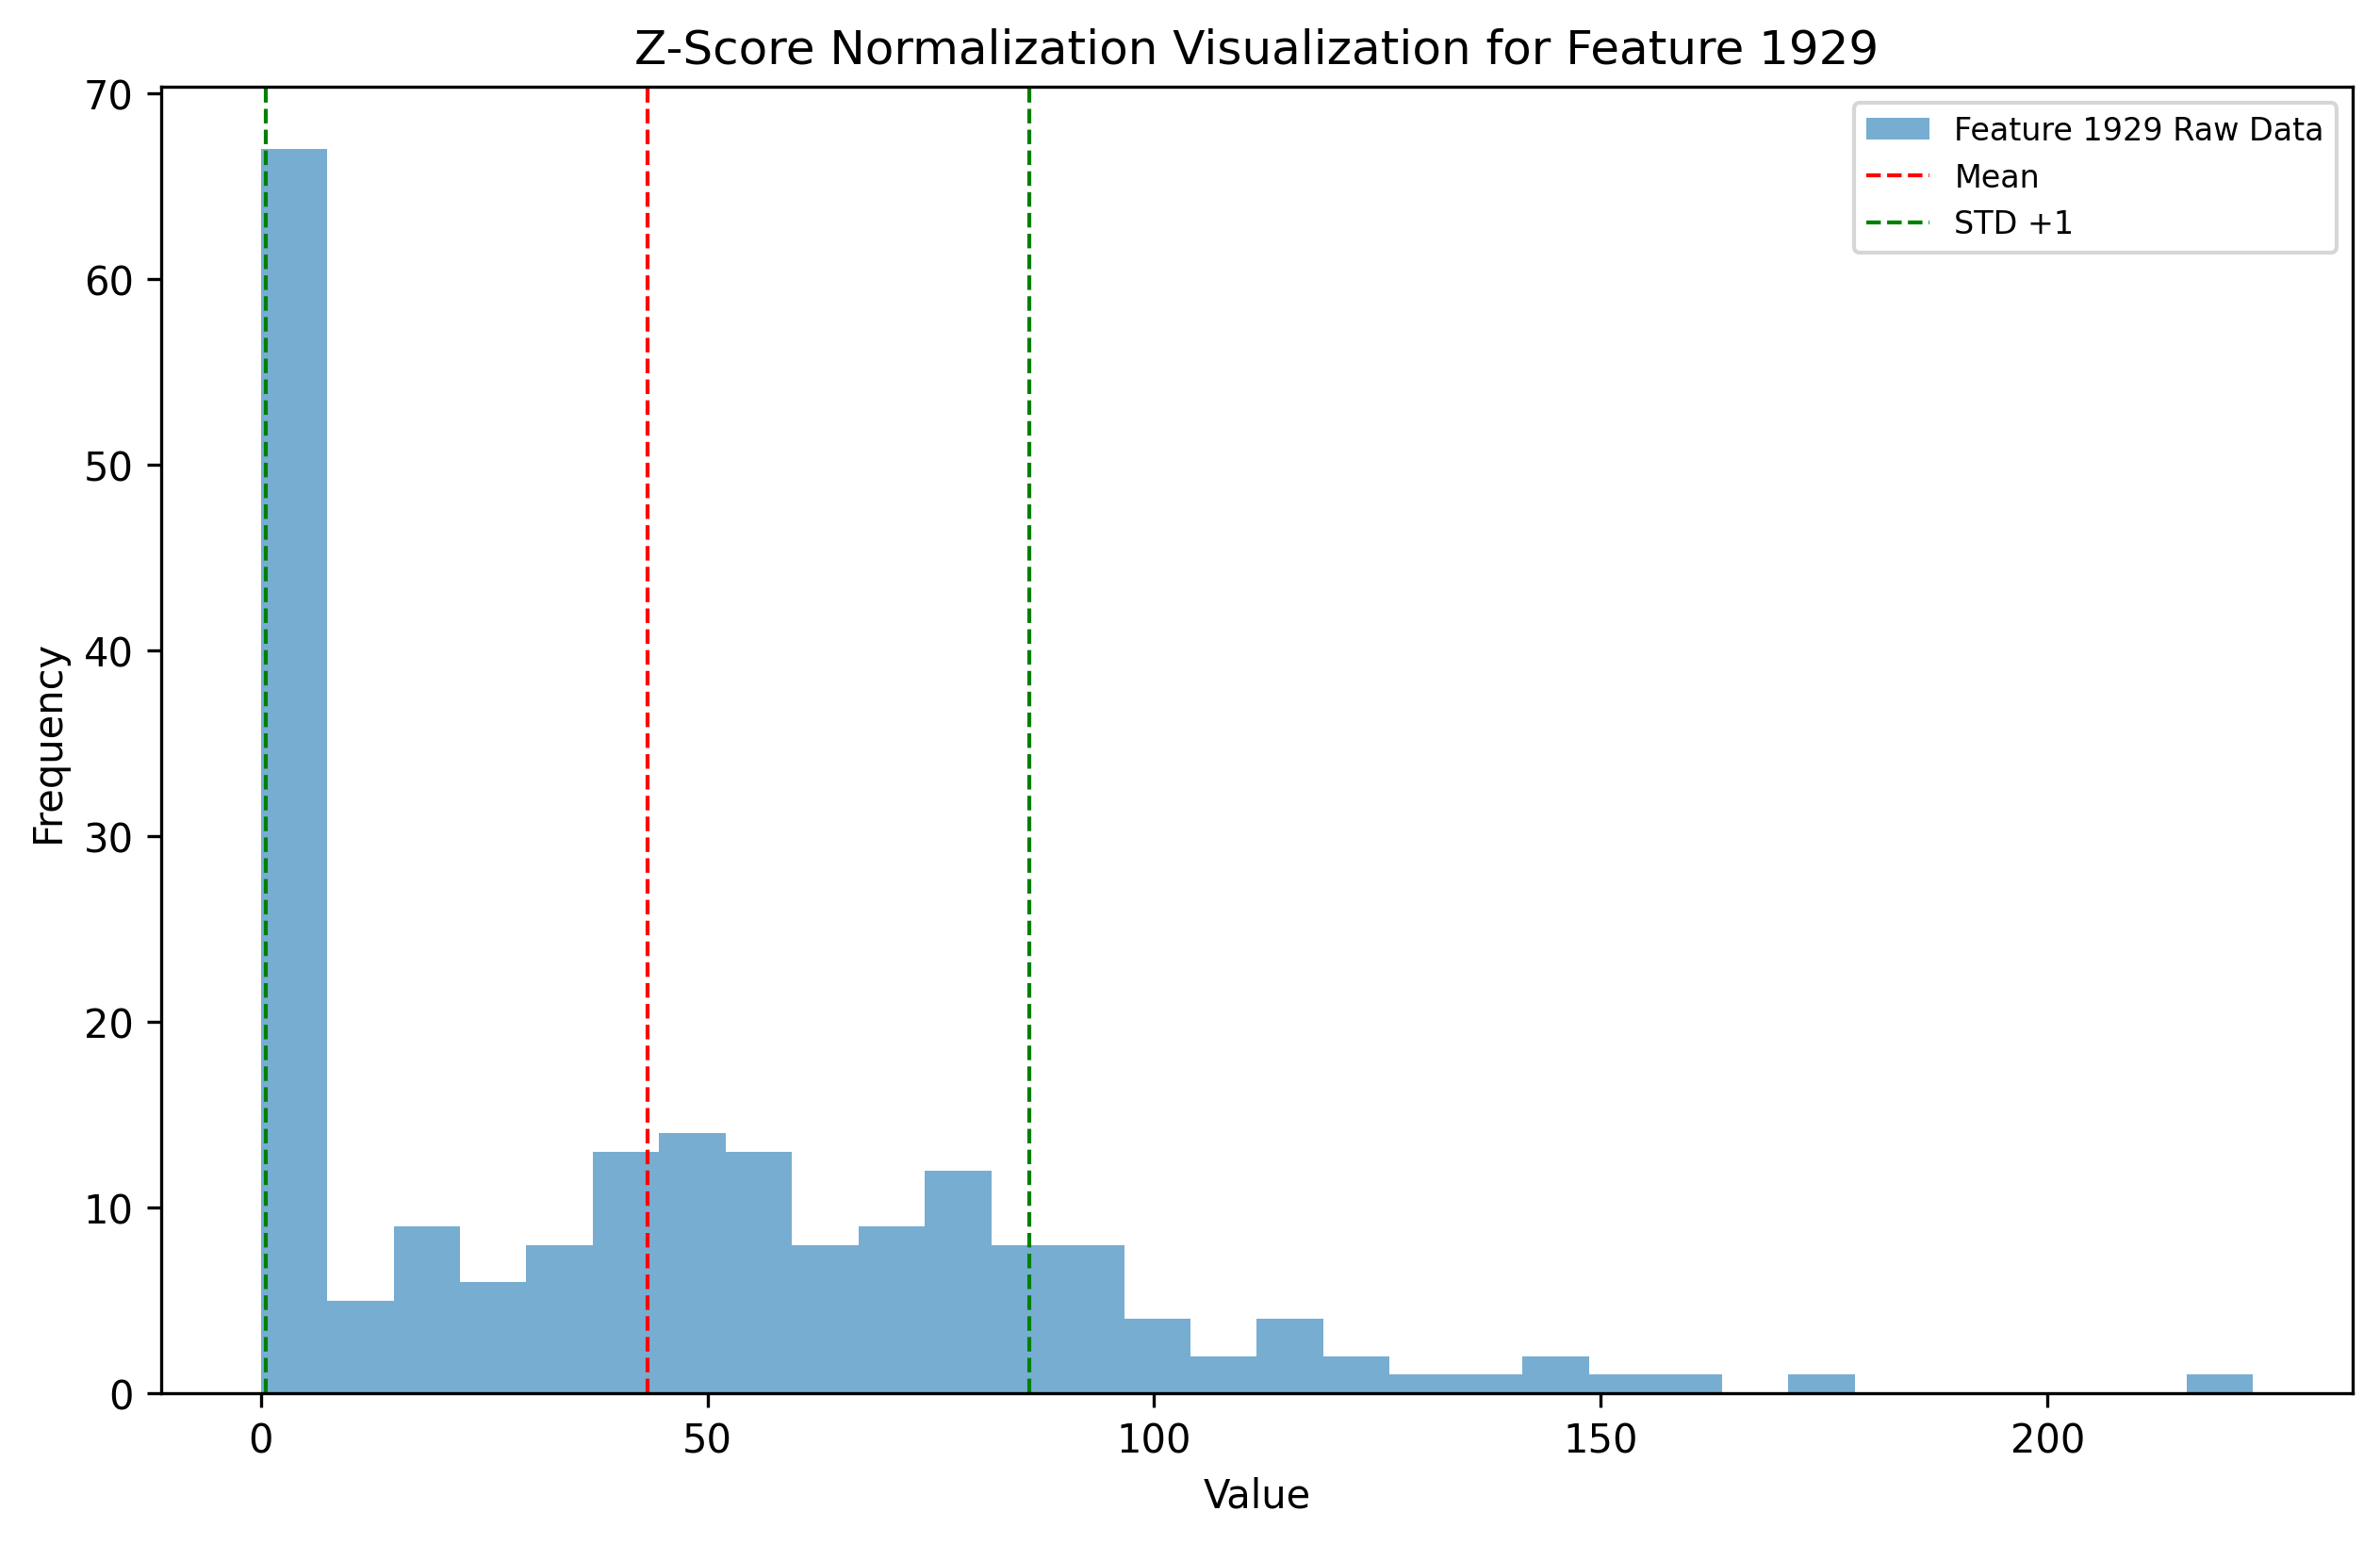 Z-Score Normalization Visualization for Feature 1929
Feature 1929 Raw Data
Mean
STD +1
Frequency
70
60
50
40
30
20
10
0
0 50 100 150 200
Value